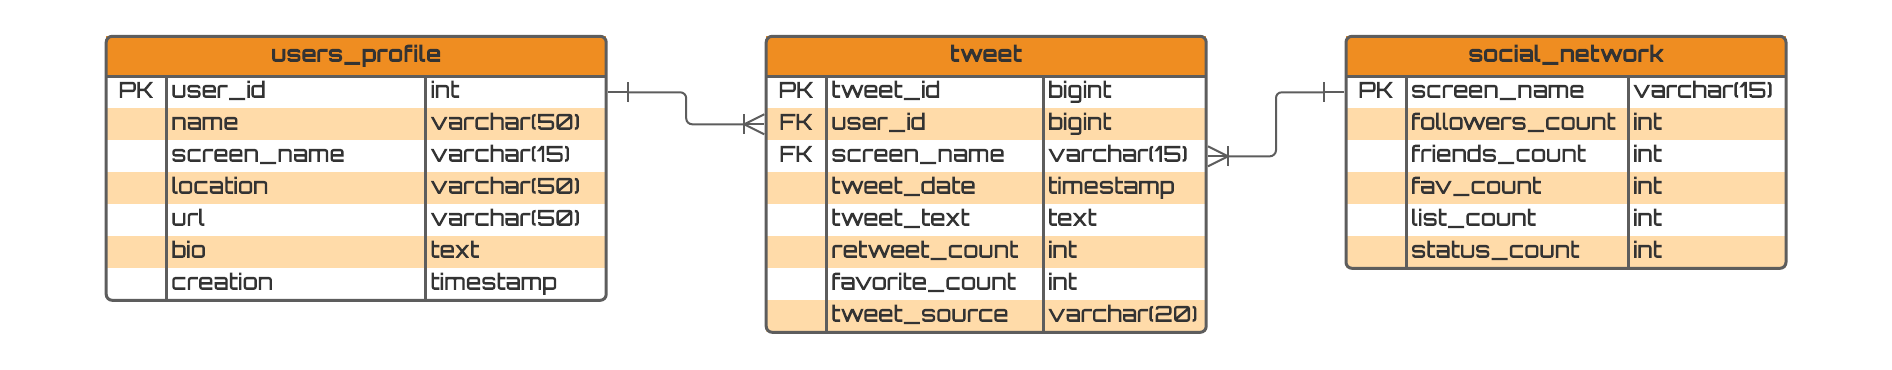 users_profile
PK user_id int
name varchar(50)
screen_name varchar(15)
location varchar(50)
url varchar(50)
bio text
creation timestamp
tweet
PK tweet_id bigint
FK user_id bigint
FK screen_name varchar(15)
tweet_date timestamp
tweet_text text
retweet_count int
favorite_count int
tweet_source varchar(20)
social_network
PK screen_name varchar(15)
followers_count int
friends_count int
fav_count int
list_count int
status_count int